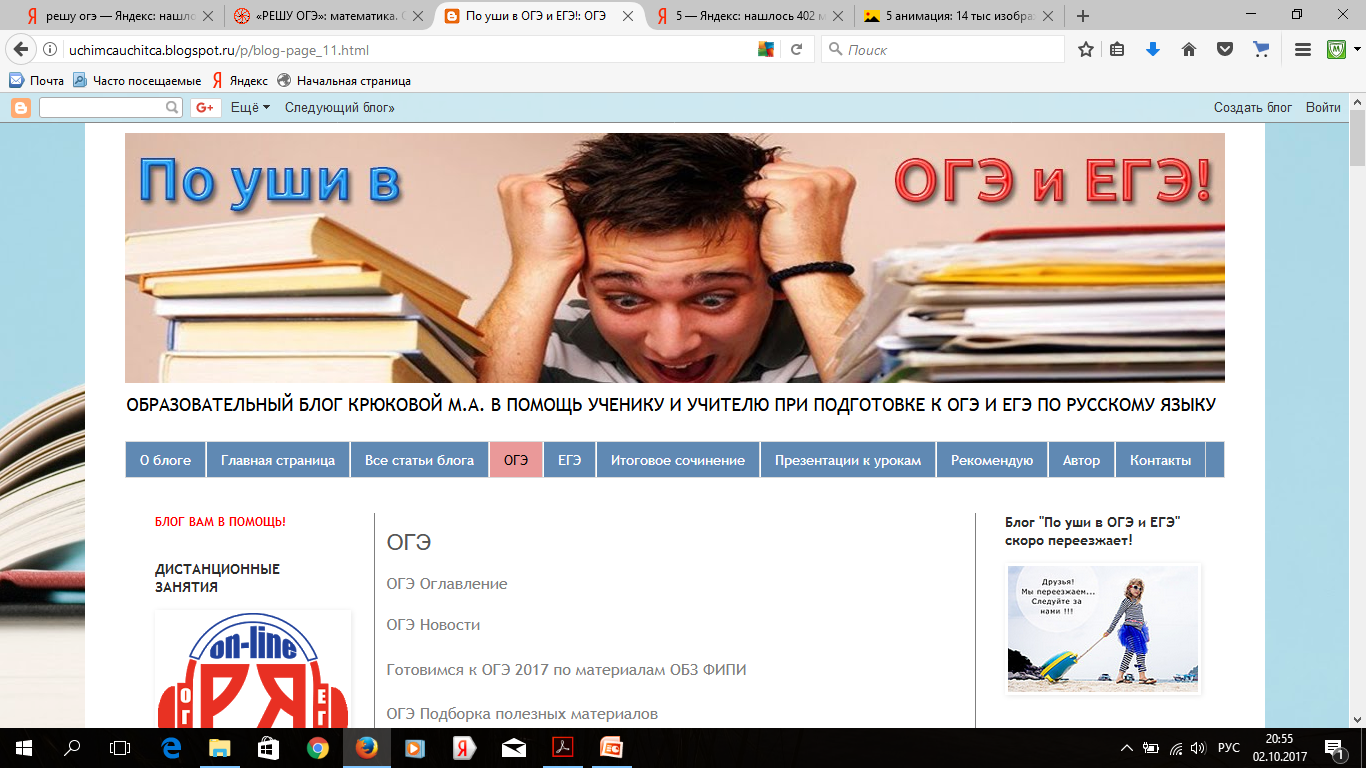 решу огэ — Яндекс: нашло
«РЕШУ ОГЭ»: математика. О
По уши в ОГЭ и ЕГЭ!: ОГЭ
5 — Яндекс: нашлось 402 м
5 анимация: 14 тыс изобра
uchimcauchitca.blogspot.ru/p/blog-page_11.html
Поиск
Почта
Часто посещаемые
Яндекс
Начальная страница
G+
Ещё
Следующий блог»
Создать блог
Войти
По уши в
ОГЭ и ЕГЭ!
ОБРАЗОВАТЕЛЬНЫЙ БЛОГ КРЮКОВОЙ М.А. В ПОМОЩЬ УЧЕНИКУ И УЧИТЕЛЮ ПРИ ПОДГОТОВКЕ К ОГЭ И ЕГЭ ПО РУССКОМУ ЯЗЫКУ
О блоге
Главная страница
Все статьи блога
ОГЭ
ЕГЭ
Итоговое сочинение
Презентации к урокам
Рекомендую
Автор
Контакты
БЛОГ ВАМ В ПОМОЩЬ!
ДИСТАНЦИОННЫЕ
ЗАНЯТИЯ
on-line
РЯ
ОГ
ЕГ
ОГЭ
ОГЭ Оглавление
ОГЭ Новости
Готовимся к ОГЭ 2017 по материалам ОБЗ ФИПИ
ОГЭ Подборка полезных материалов
Блог "По уши в ОГЭ и ЕГЭ"
скоро переезжает!
Друзья!
Мы переезжаем...
Следуйте за
нами !!!
РУС
20:55
02.10.2017
1